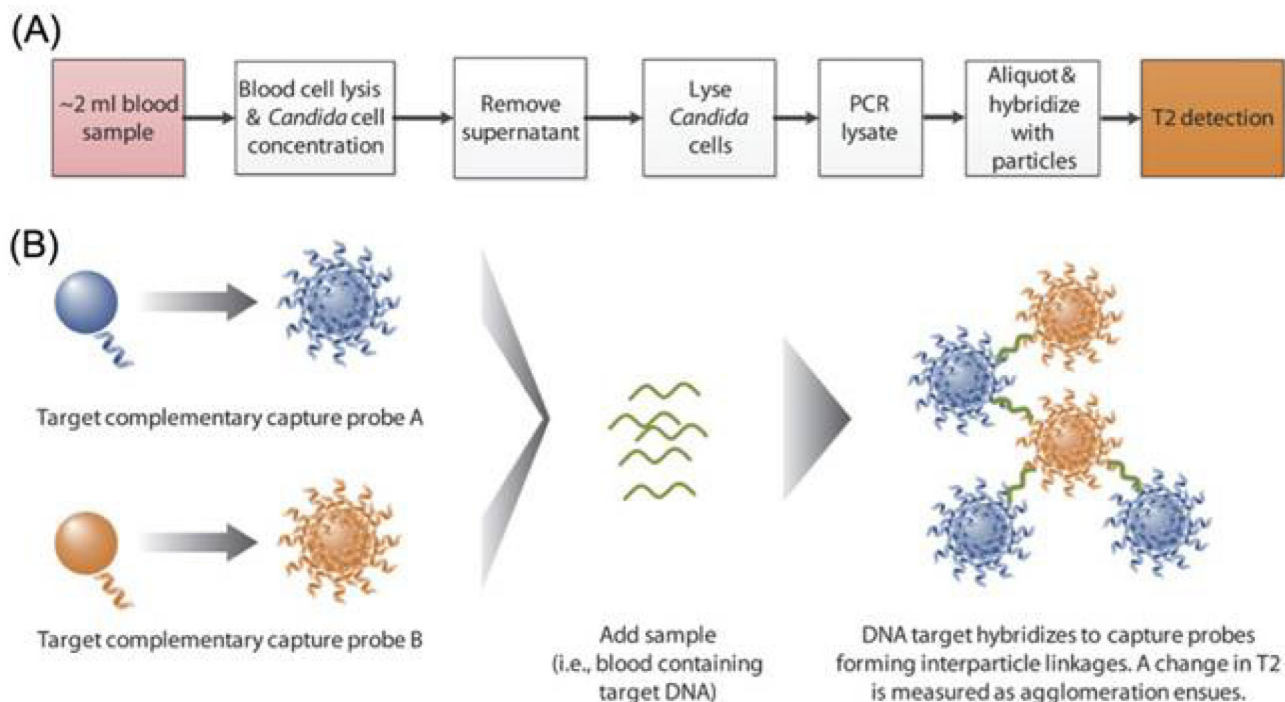 (A)
~2 ml blood
sample
Blood cell lysis
& Candida cell
concentration
Remove
supernatant
Lyse
Candida
cells
PCR
lysate
Aliquot &
hybridize
with
particles
T2 detection
(B)
Target complementary capture probe A
Target complementary capture probe B
Add sample
(i.e., blood containing
target DNA)
DNA target hybridizes to capture probes
forming interparticle linkages. A change in T2
is measured as agglomeration ensues.